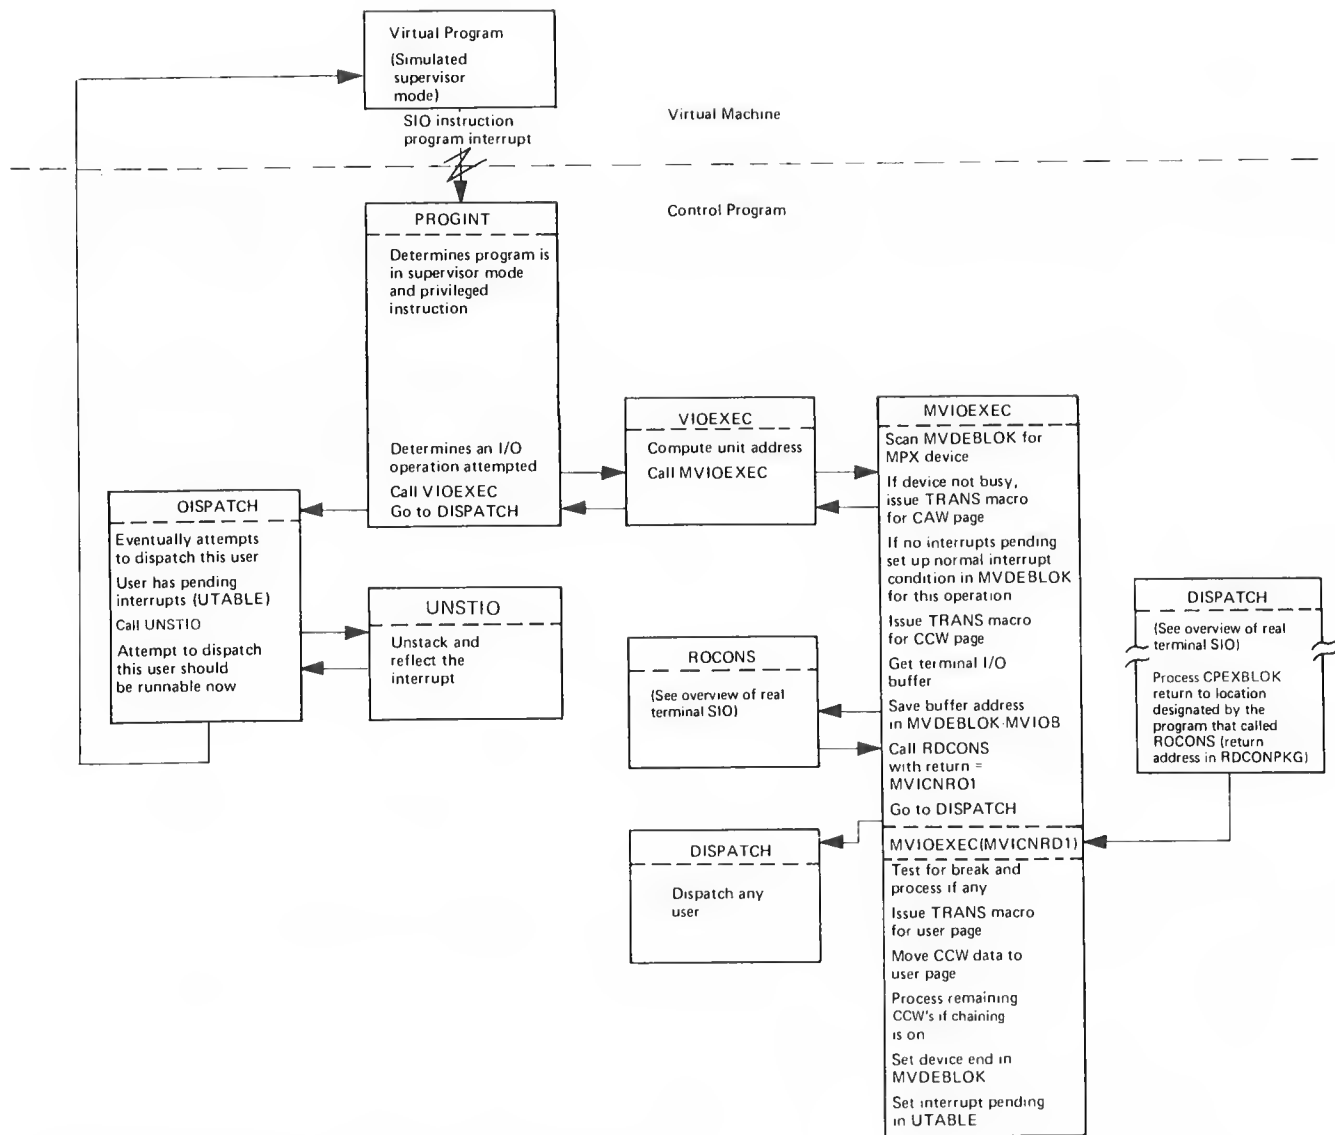 Virtual Program
(Simulated
supervisor
mode)
SIO instruction
program interrupt
Virtual Machine
Control Program
PROGINT
Determines program is
in supervisor mode
and privileged
instruction
Determines an I/O
operation attempted
Call VIOEXEC
Go to DISPATCH
VIOEXEC
Compute unit address
Call MVIOEXEC
MVIOEXEC
Scan MVDEBLOK for
MPX device
If device not busy,
issue TRANS macro
for CAW page
If no interrupts pending
set up normal interrupt
condition in MVDEBLOK
for this operation
Issue TRANS macro
for CCW page
Get terminal I/O
buffer
Save buffer address
in MVDEBLOK-MVIOB
Call RDCONS
with return =
MVICNRO1
Go to DISPATCH
MVIOEXEC(MVICNRD1)
Test for break and
process if any
Issue TRANS macro
for user page
Move CCW data to
user page
Process remaining
CCW's if chaining
is on
Set device end in
MVDEBLOK
Set interrupt pending
in UTABLE
OISPATCH
Eventually attempts
to dispatch this user
User has pending
interrupts (UTABLE)
Call UNSTIO
Attempt to dispatch
this user should
be runnable now
UNSTIO
Unstack and
reflect the
interrupt
ROCONS
(See overview of real
terminal SIO)
DISPATCH
Dispatch any
user
DISPATCH
(See overview of real
terminal SIO)
Process CPEXBLOK
return to location
designated by the
program that called
ROCONS (return
address in RDCONPKG)